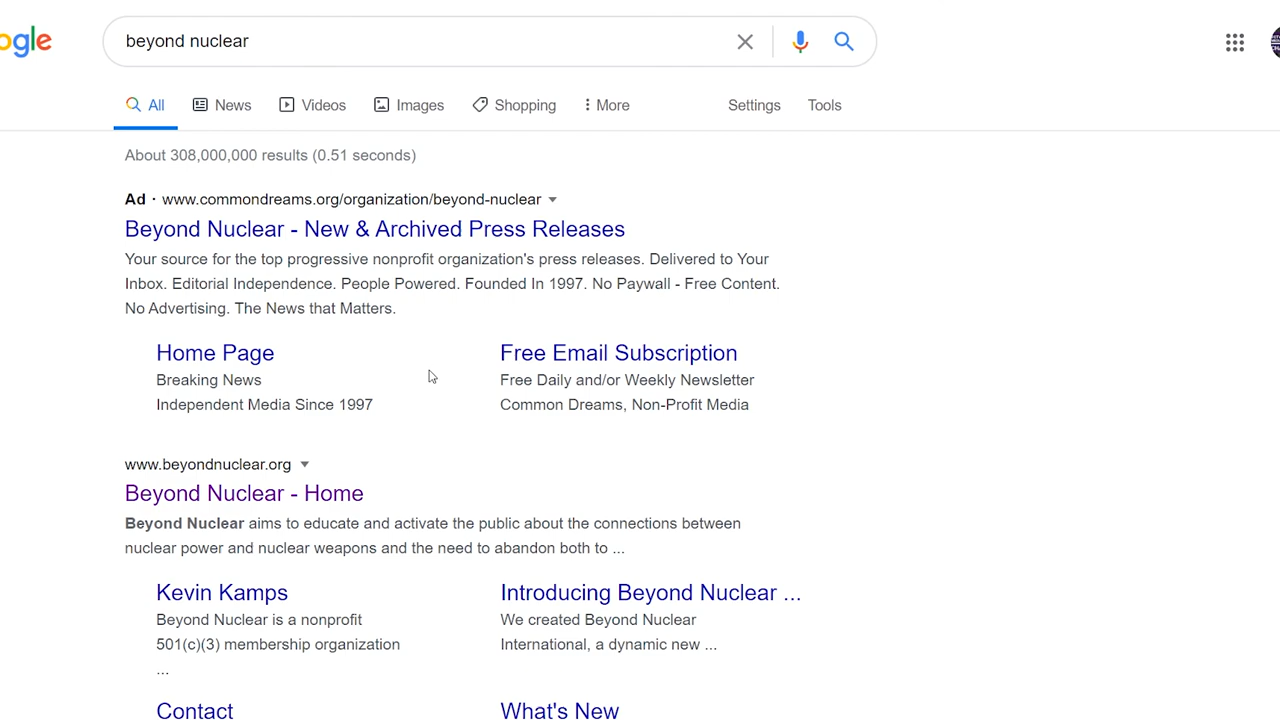 ogle
beyond nuclear
All News Videos Images Shopping More Settings Tools
About 308,000,000 results (0.51 seconds)
Ad · www.commondreams.org/organization/beyond-nuclear
Beyond Nuclear - New & Archived Press Releases
Your source for the top progressive nonprofit organization's press releases. Delivered to Your
Inbox. Editorial Independence. People Powered. Founded In 1997. No Paywall - Free Content.
No Advertising. The News that Matters.
Home Page Free Email Subscription
Breaking News Free Daily and/or Weekly Newsletter
Independent Media Since 1997 Common Dreams, Non-Profit Media
www.beyondnuclear.org
Beyond Nuclear - Home
Beyond Nuclear aims to educate and activate the public about the connections between
nuclear power and nuclear weapons and the need to abandon both to ...
Kevin Kamps Introducing Beyond Nuclear ...
Beyond Nuclear is a nonprofit We created Beyond Nuclear
501(c)(3) membership organization International, a dynamic new ...
...
Contact What's New